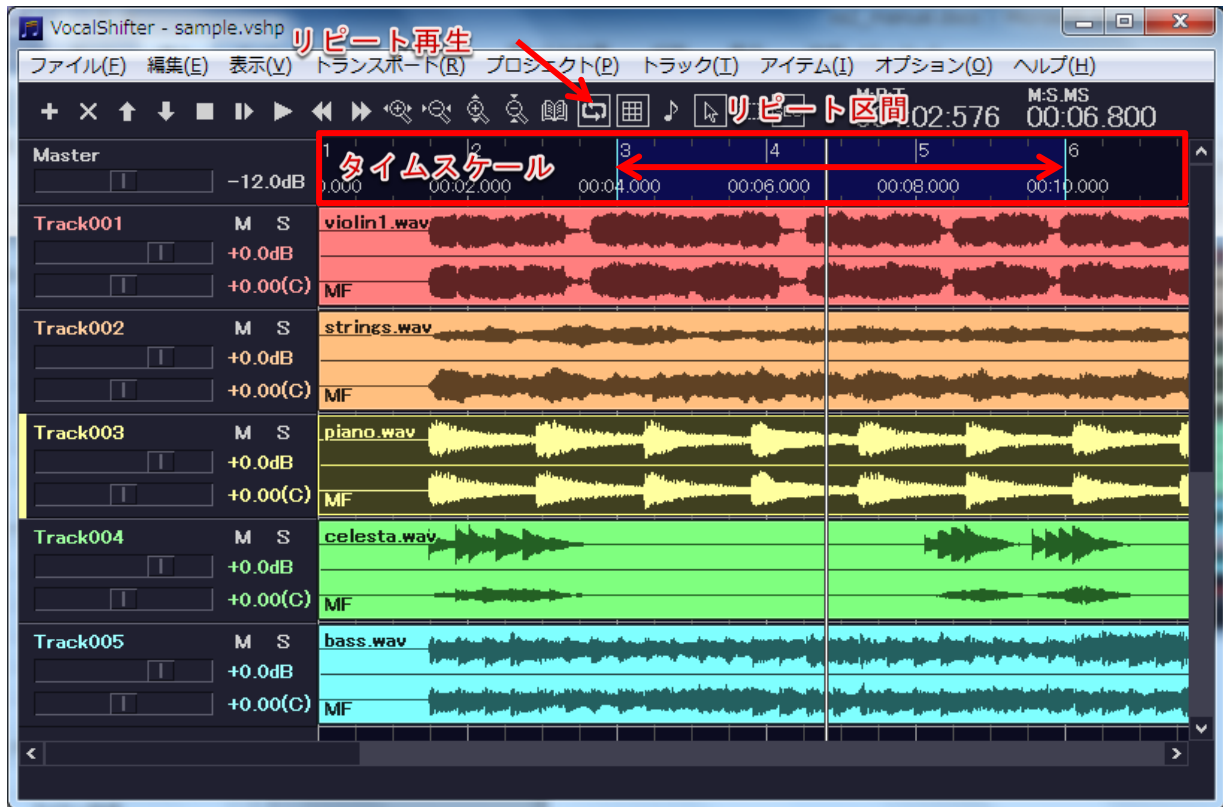 VocalShifter - sample.vshp
リピート再生
ファイル(F) 編集(E) 表示(V) トランスポート(R) プロジェクト(P) トラック(T) アイテム(I) オプション(O) ヘルプ(H)
リピート区間
02:576
M:S.MS
00:06.800
Master
-12.0dB
タイムスケール
1 2 3 4 5 6
0.000 00:02.000 00:04.000 00:06.000 00:08.000 00:10.000
Track001 M S violin1.wav
+0.0dB
+0.00(C) MF
Track002 M S strings.wav
+0.0dB
+0.00(C) MF
Track003 M S piano.wav
+0.0dB
+0.00(C) MF
Track004 M S celesta.wav
+0.0dB
+0.00(C) MF
Track005 M S bass.wav
+0.0dB
+0.00(C) MF